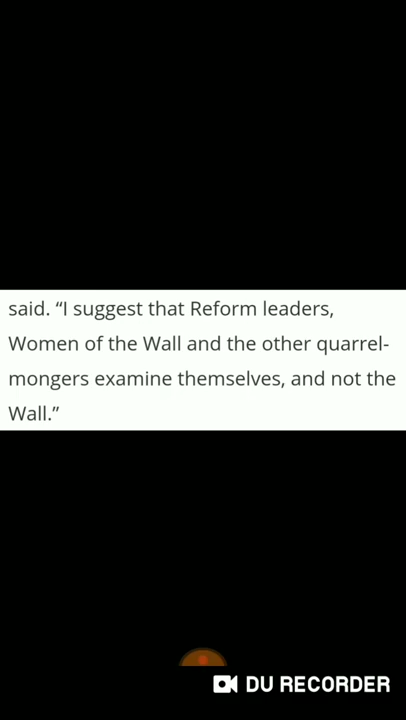 said. “I suggest that Reform leaders,
Women of the Wall and the other quarrel-
mongers examine themselves, and not the
Wall.”
DU RECORDER